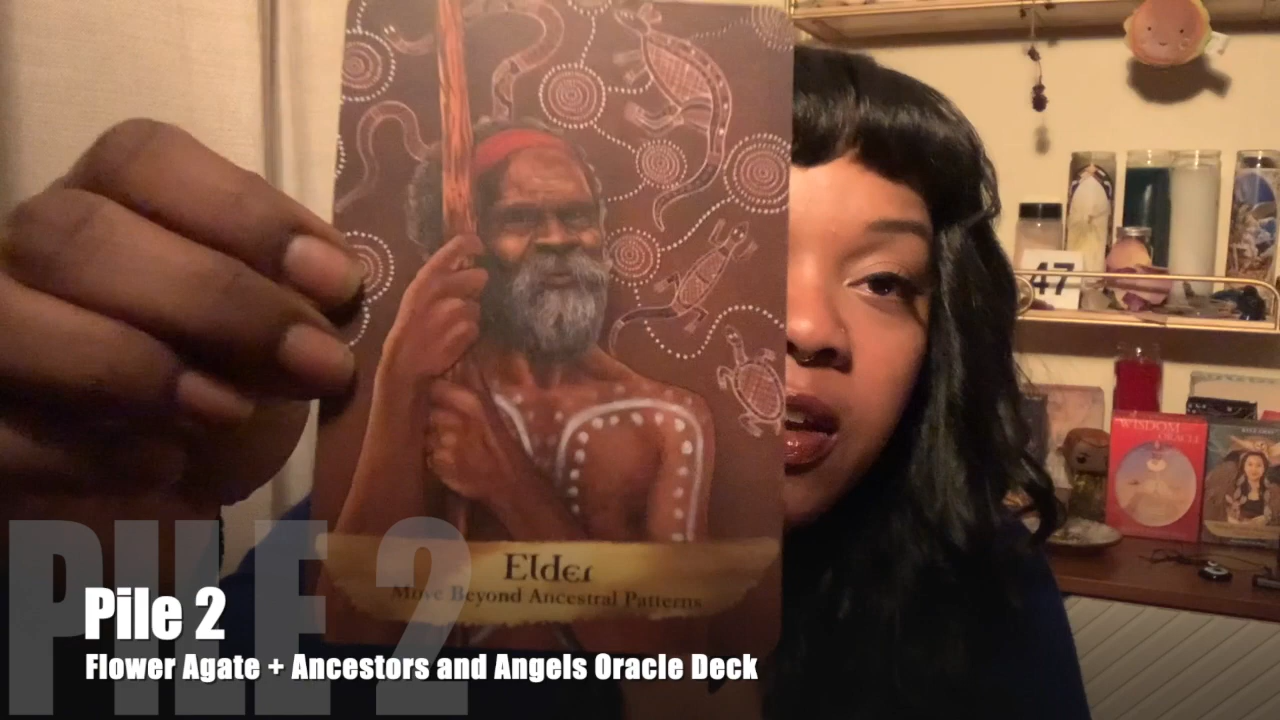 47
WISDOM
ORACLE
Elder
Move Beyond Ancestral Patterns
PILE 2
Pile 2
Flower Agate + Ancestors and Angels Oracle Deck